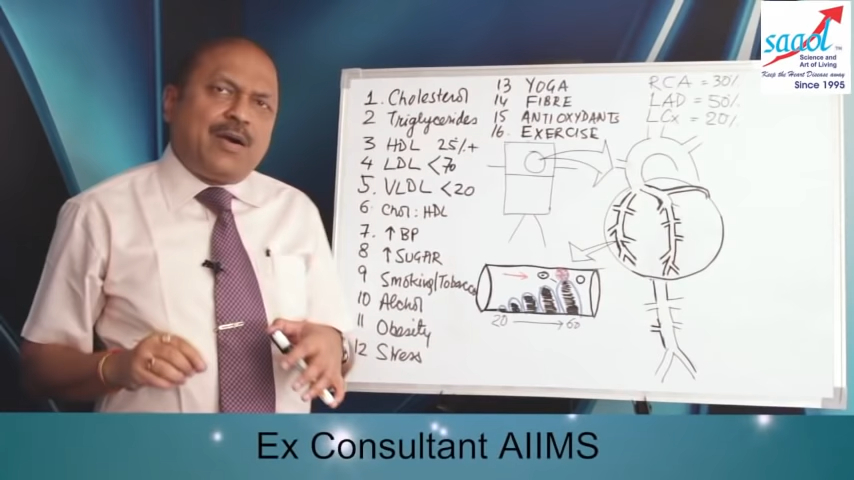 saaol
TM
Science and
Art of Living
Keep the Heart Disease away
Since 1995
1. Cholesterol
2 Triglycerides
3 HDL 25%+
4 LDL <70
5. VLDL <20
6 Chol: HDL
7. ↑BP
8 ↑SUGAR
9 Smoking/Tobacco
10 Alchol
11 Obesity
12 Stress
13 YOGA
14 FIBRE
15 ANTIOXYDANTS
16. EXERCISE
RCA = 30%
LAD = 50%
LCx = 20%
20 → 60
Ex Consultant AIIMS